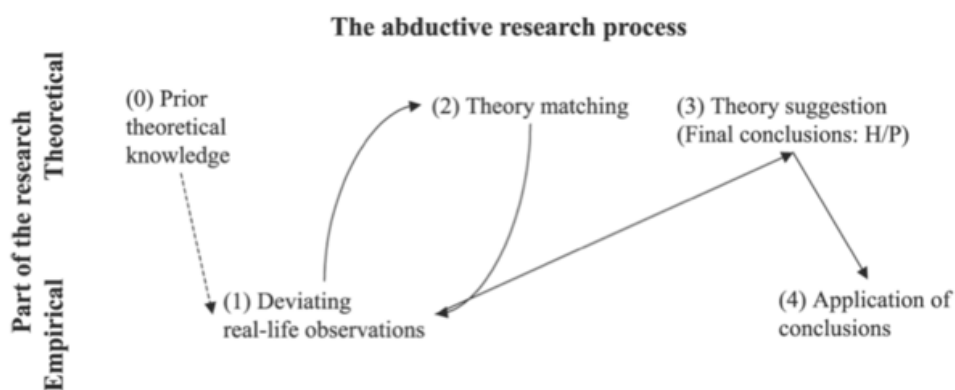 The abductive research process
Part of the research
Theoretical
Empirical
(0) Prior
theoretical
knowledge
(2) Theory matching
(3) Theory suggestion
(Final conclusions: H/P)
(1) Deviating
real-life observations
(4) Application of
conclusions